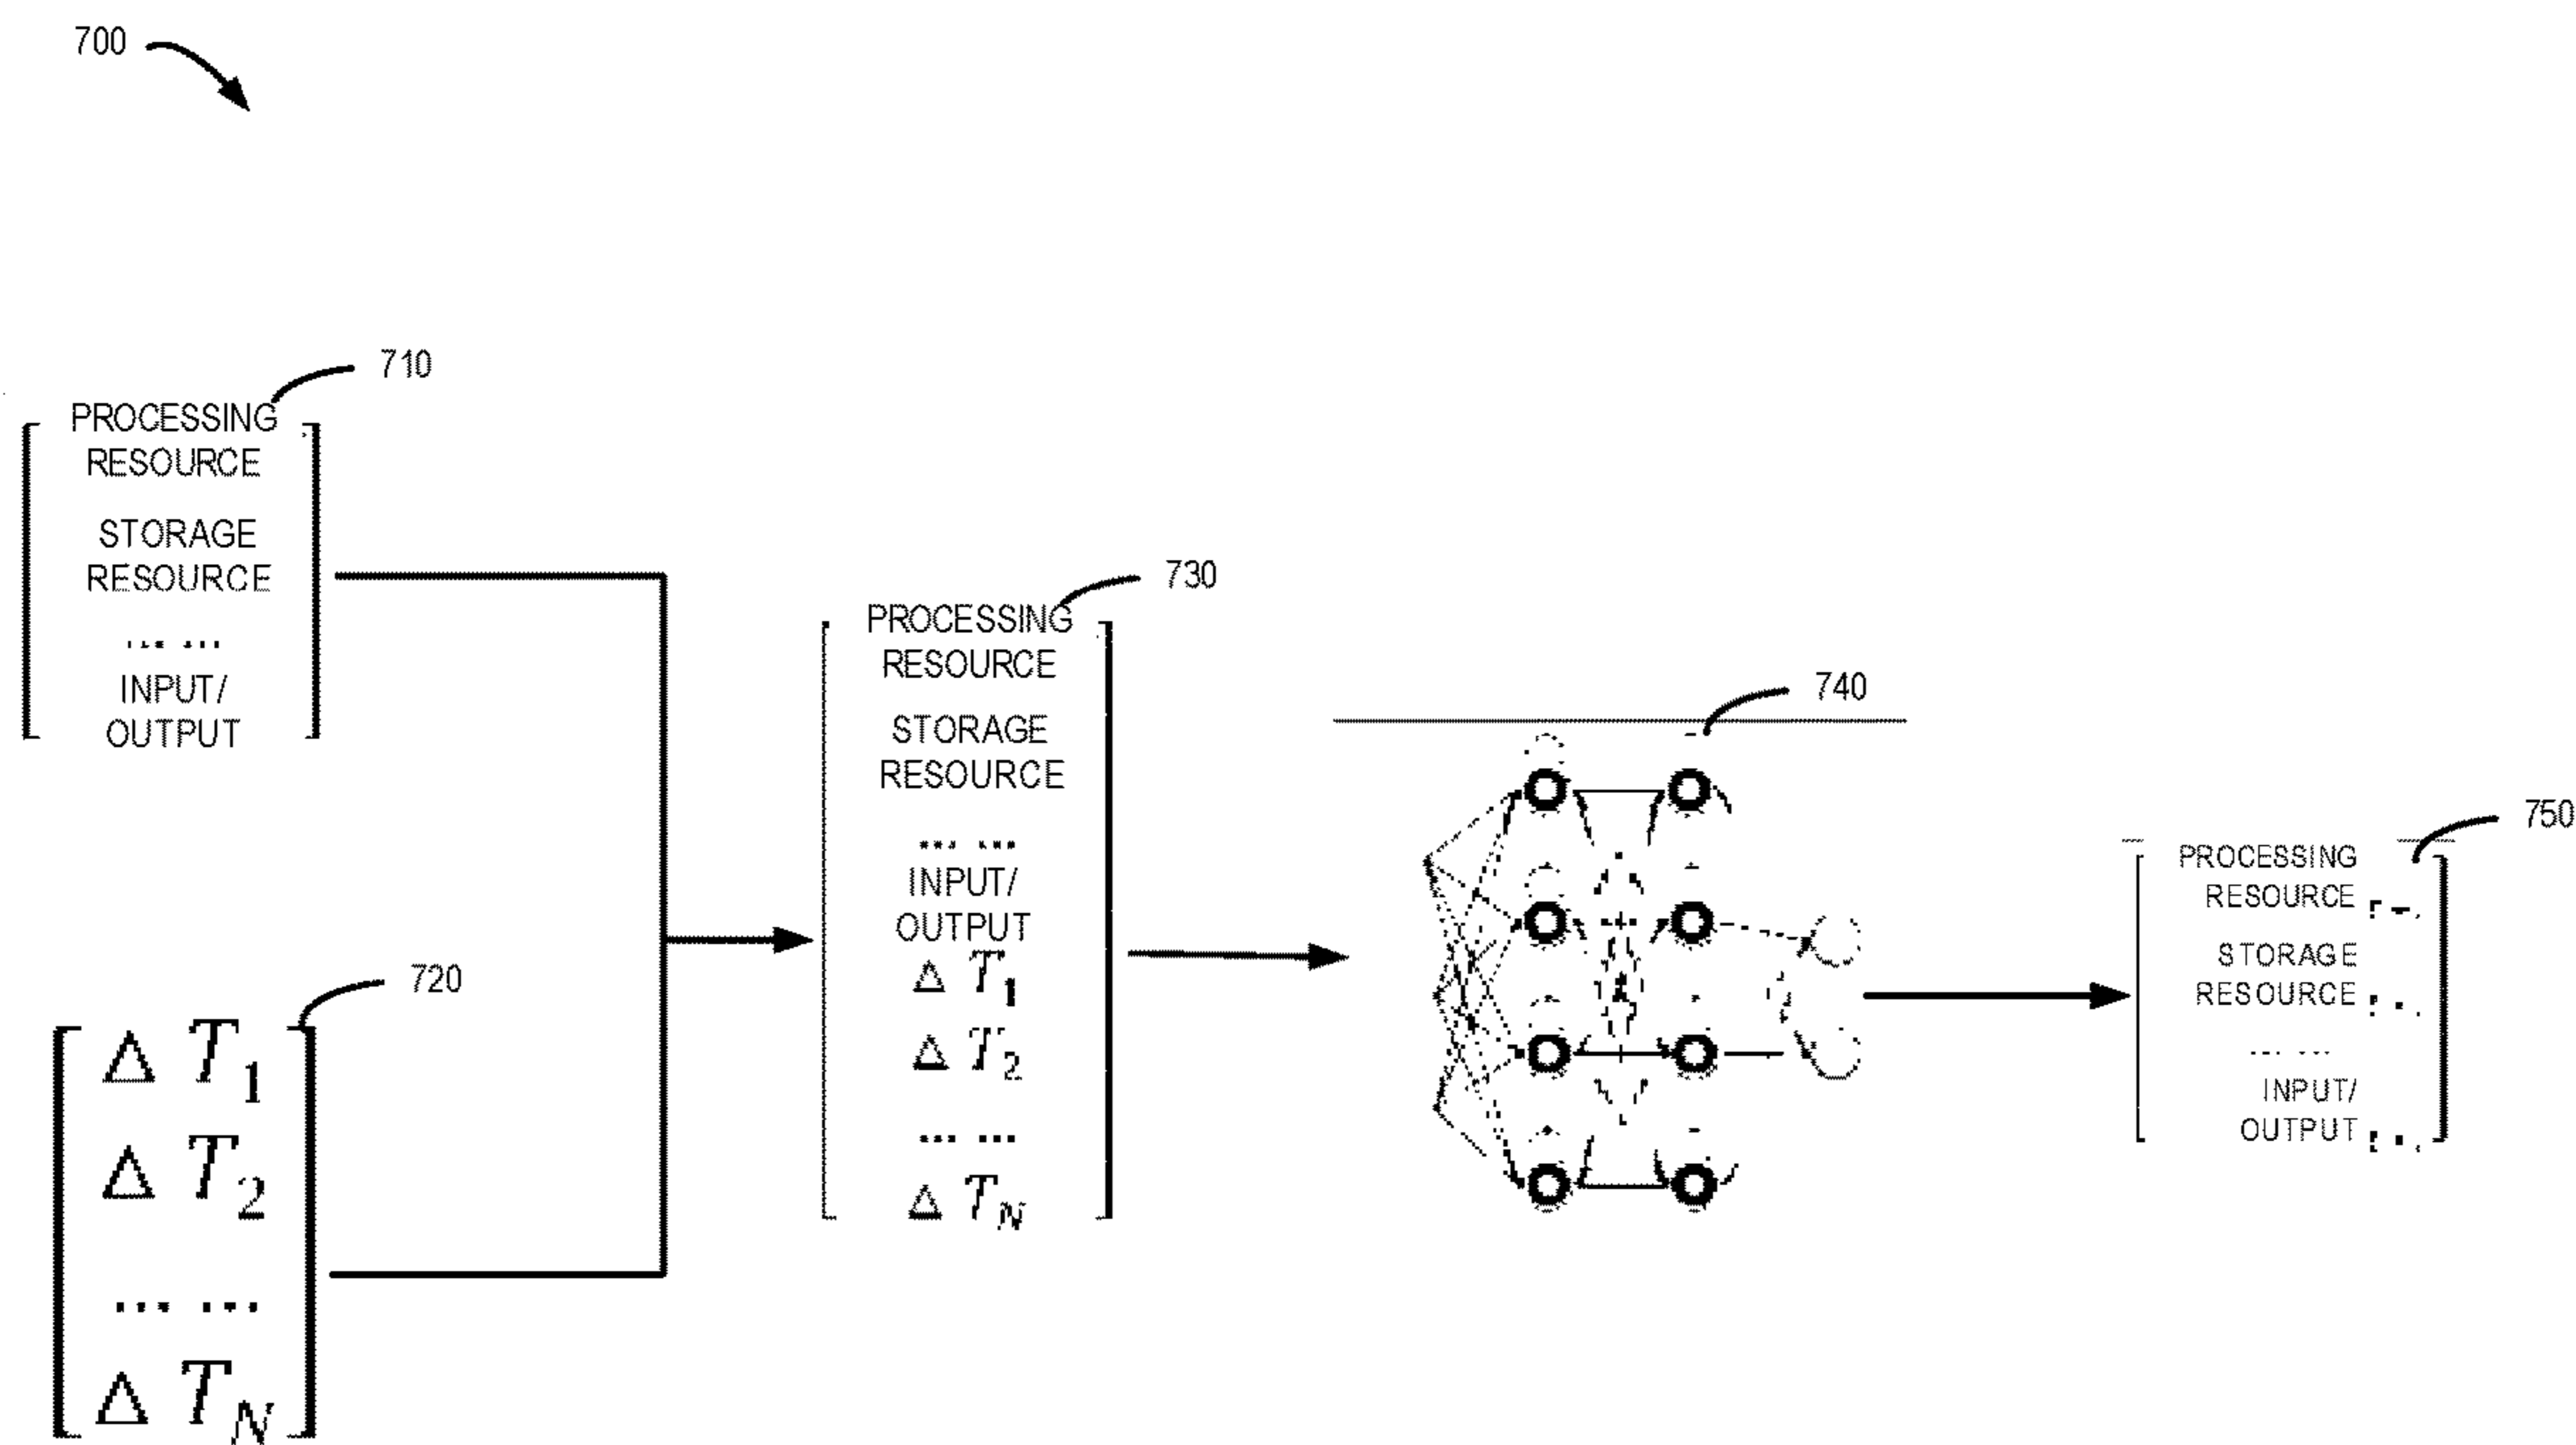 700
710
PROCESSING
RESOURCE
STORAGE
RESOURCE
... ...
INPUT/
OUTPUT
720
Δ T1
Δ T2
... ...
Δ TN
730
PROCESSING
RESOURCE
STORAGE
RESOURCE
... ...
INPUT/
OUTPUT
Δ T1
Δ T2
... ...
Δ TN
740
750
PROCESSING
RESOURCE
STORAGE
RESOURCE
... ...
INPUT/
OUTPUT